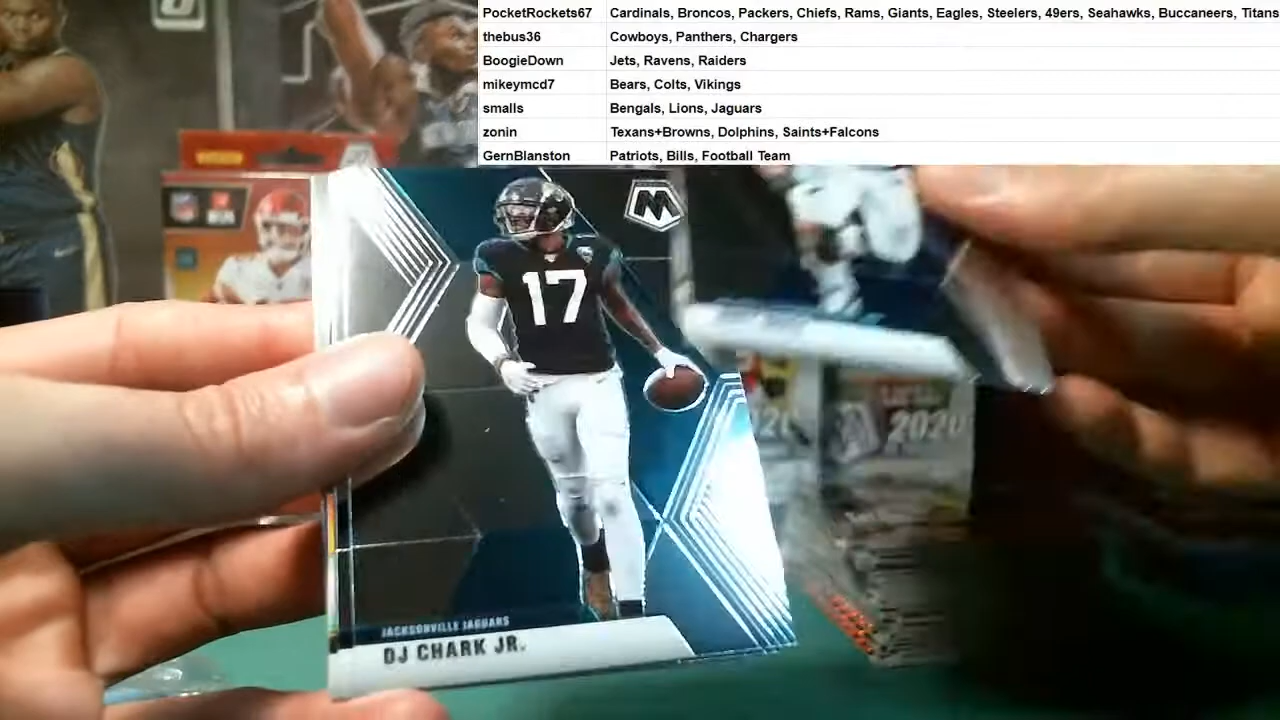 PocketRockets67 Cardinals, Broncos, Packers, Chiefs, Rams, Giants, Eagles, Steelers, 49ers, Seahawks, Buccaneers, Titans
thebus36 Cowboys, Panthers, Chargers
BoogieDown Jets, Ravens, Raiders
mikeymcd7 Bears, Colts, Vikings
smalls Bengals, Lions, Jaguars
zonin Texans+Browns, Dolphins, Saints+Falcons
GernBlanston Patriots, Bills, Football Team
17
2020
JACKSONVILLE JAGUARS
DJ CHARK JR.